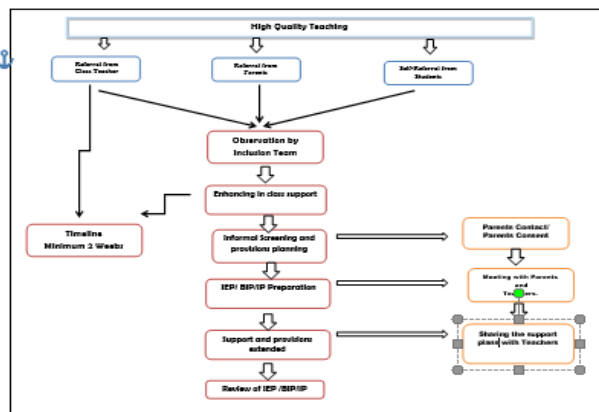 High Quality Teaching
Referral from
Class Teacher
Referral from
Parents
Self-Referral from
Students
Observation by
Inclusion Team
Enhancing in class support
Timeline
Minimum 2 Weeks
Informal Screening and
provisions planning
Parents Contact/
Parents Consent
IEP/ BIP/IP Preparation
Meeting with Parents
and
Support and provisions
extended
Sharing the support
plans with Teachers
Review of IEP /BIP/IP